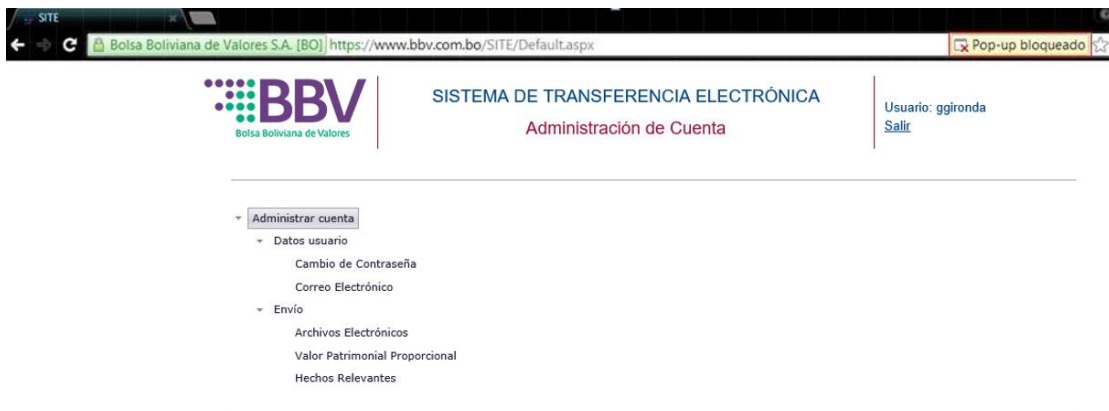 SITE
Bolsa Boliviana de Valores S.A. [BO] https://www.bbv.com.bo/SITE/Default.aspx
Pop-up bloqueado
BBV
Bolsa Boliviana de Valores
SISTEMA DE TRANSFERENCIA ELECTRÓNICA
Administración de Cuenta
Usuario: ggironda
Salir
Administrar cuenta
Datos usuario
Cambio de Contraseña
Correo Electrónico
Envío
Archivos Electrónicos
Valor Patrimonial Proporcional
Hechos Relevantes